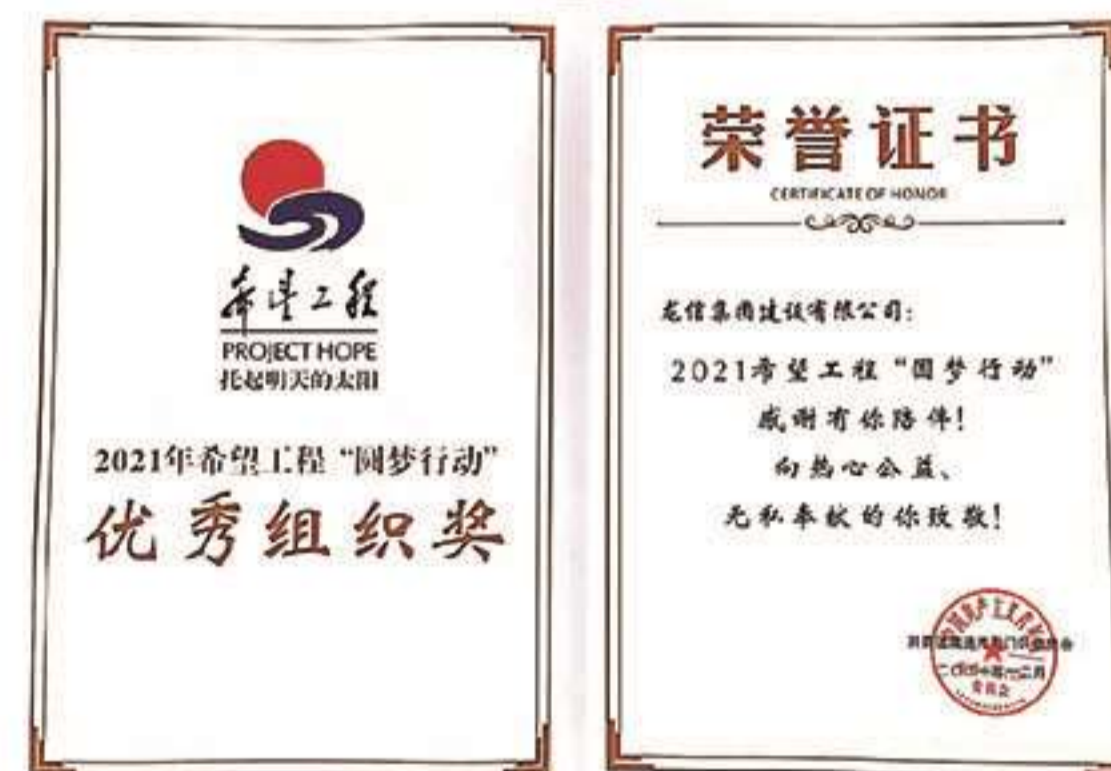 希望工程
PROJECT HOPE
托起明天的太阳
2021年希望工程“圆梦行动”
优秀组织奖
荣誉证书
CERTIFICATE OF HONOR
龙信集团建设有限公司:
2021希望工程“圆梦行动”
感谢有你陪伴!
向热心公益、
无私奉献的你致敬!
委员会